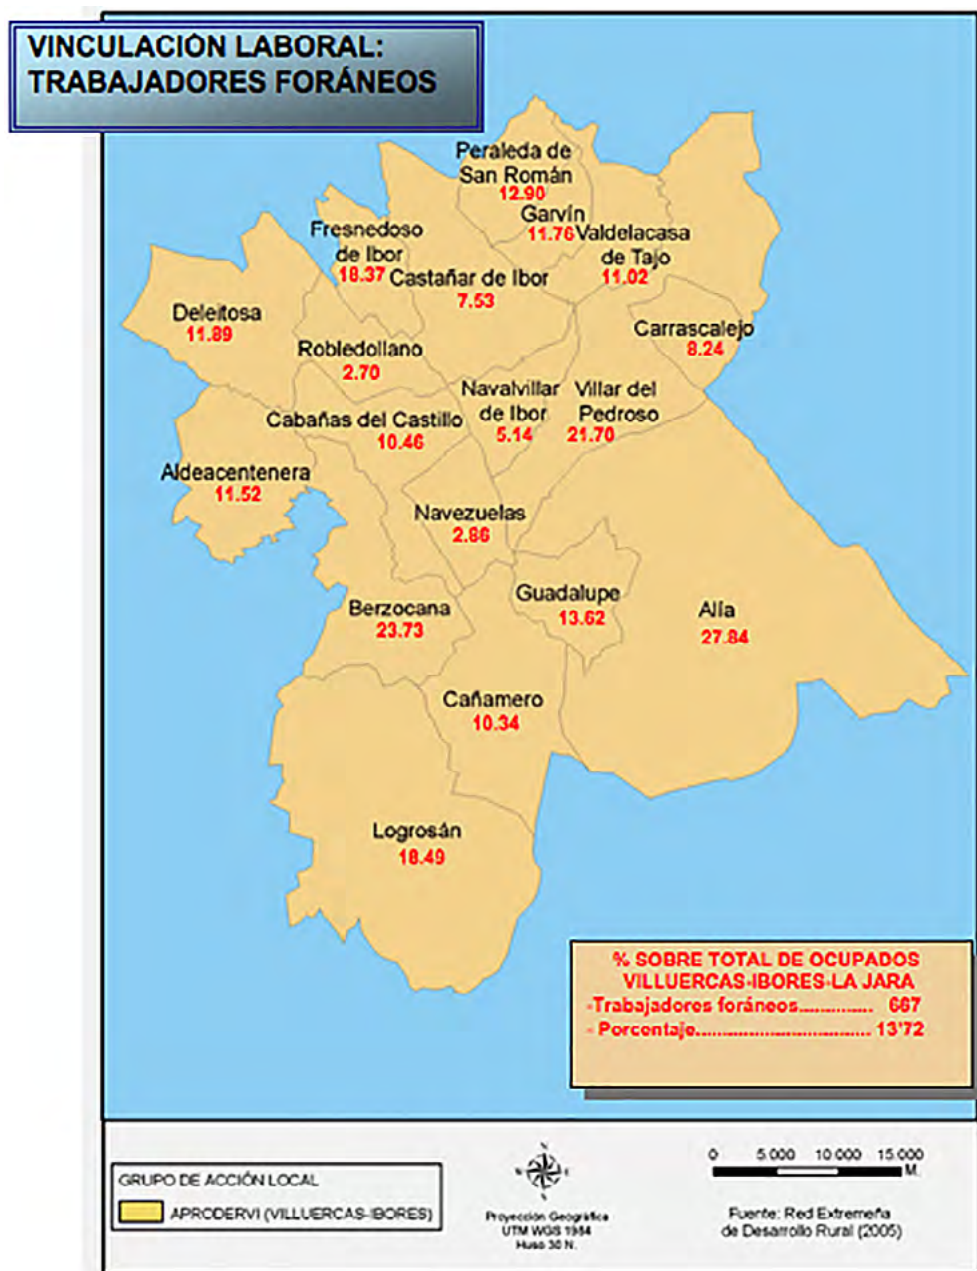 VINCULACIÓN LABORAL:
TRABAJADORES FORÁNEOS
Peraleda de
San Román
12.90
Garvín
11.76
Valdelacasa
de Tajo
11.02
Fresnedoso
de Ibor
18.37
Castañar de Ibor
7.53
Deleitosa
11.89
Carrascalejo
8.24
Robledollano
2.70
Navalvillar
de Ibor
5.14
Villar del
Pedroso
21.70
Cabañas del Castillo
10.46
Aldeacentenera
11.52
Navezuelas
2.86
Berzocana
23.73
Guadalupe
13.62
Alía
27.84
Cañamero
10.34
Logrosán
18.49
% SOBRE TOTAL DE OCUPADOS
VILLUERCAS-IBORES-LA JARA
-Trabajadores foráneos.............. 667
- Porcentaje................................. 13'72
GRUPO DE ACCIÓN LOCAL
APRODERVI (VILLUERCAS-IBORES)
N
E
Proyección Geográfica
UTM WGS 1984
Huso 30 N.
0 5.000 10.000 15.000
M.
Fuente: Red Extremeña
de Desarrollo Rural (2005)